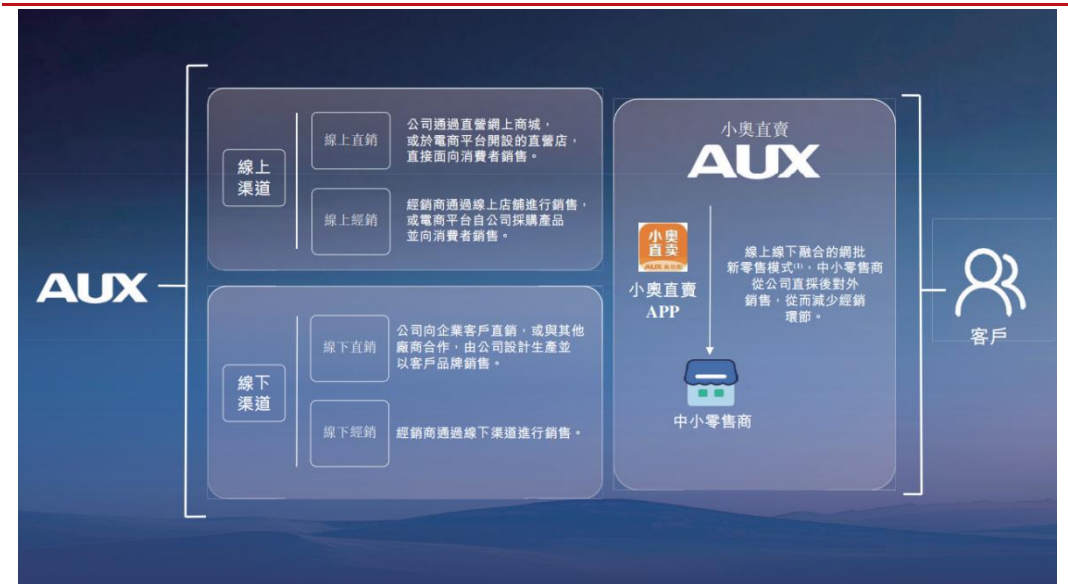 AUX
線上
渠道
線上直銷
公司通過直營網上商城，
或於電商平台開設的直營店，
直接面向消費者銷售。
線上經銷
經銷商通過線上店舖進行銷售，
或電商平台自公司採購產品
並向消費者銷售。
線下
渠道
線下直銷
公司向企業客戶直銷，或與其他
廠商合作，由公司設計生產並
以客戶品牌銷售。
線下經銷
經銷商通過線下渠道進行銷售。
小奧直賣
AUX
小奥
直卖
AUX
小奧直賣
APP
線上線下融合的網批
新零售模式⁽¹⁾，中小零售商
從公司直採後對外
銷售，從而減少經銷
環節。
中小零售商
客戶